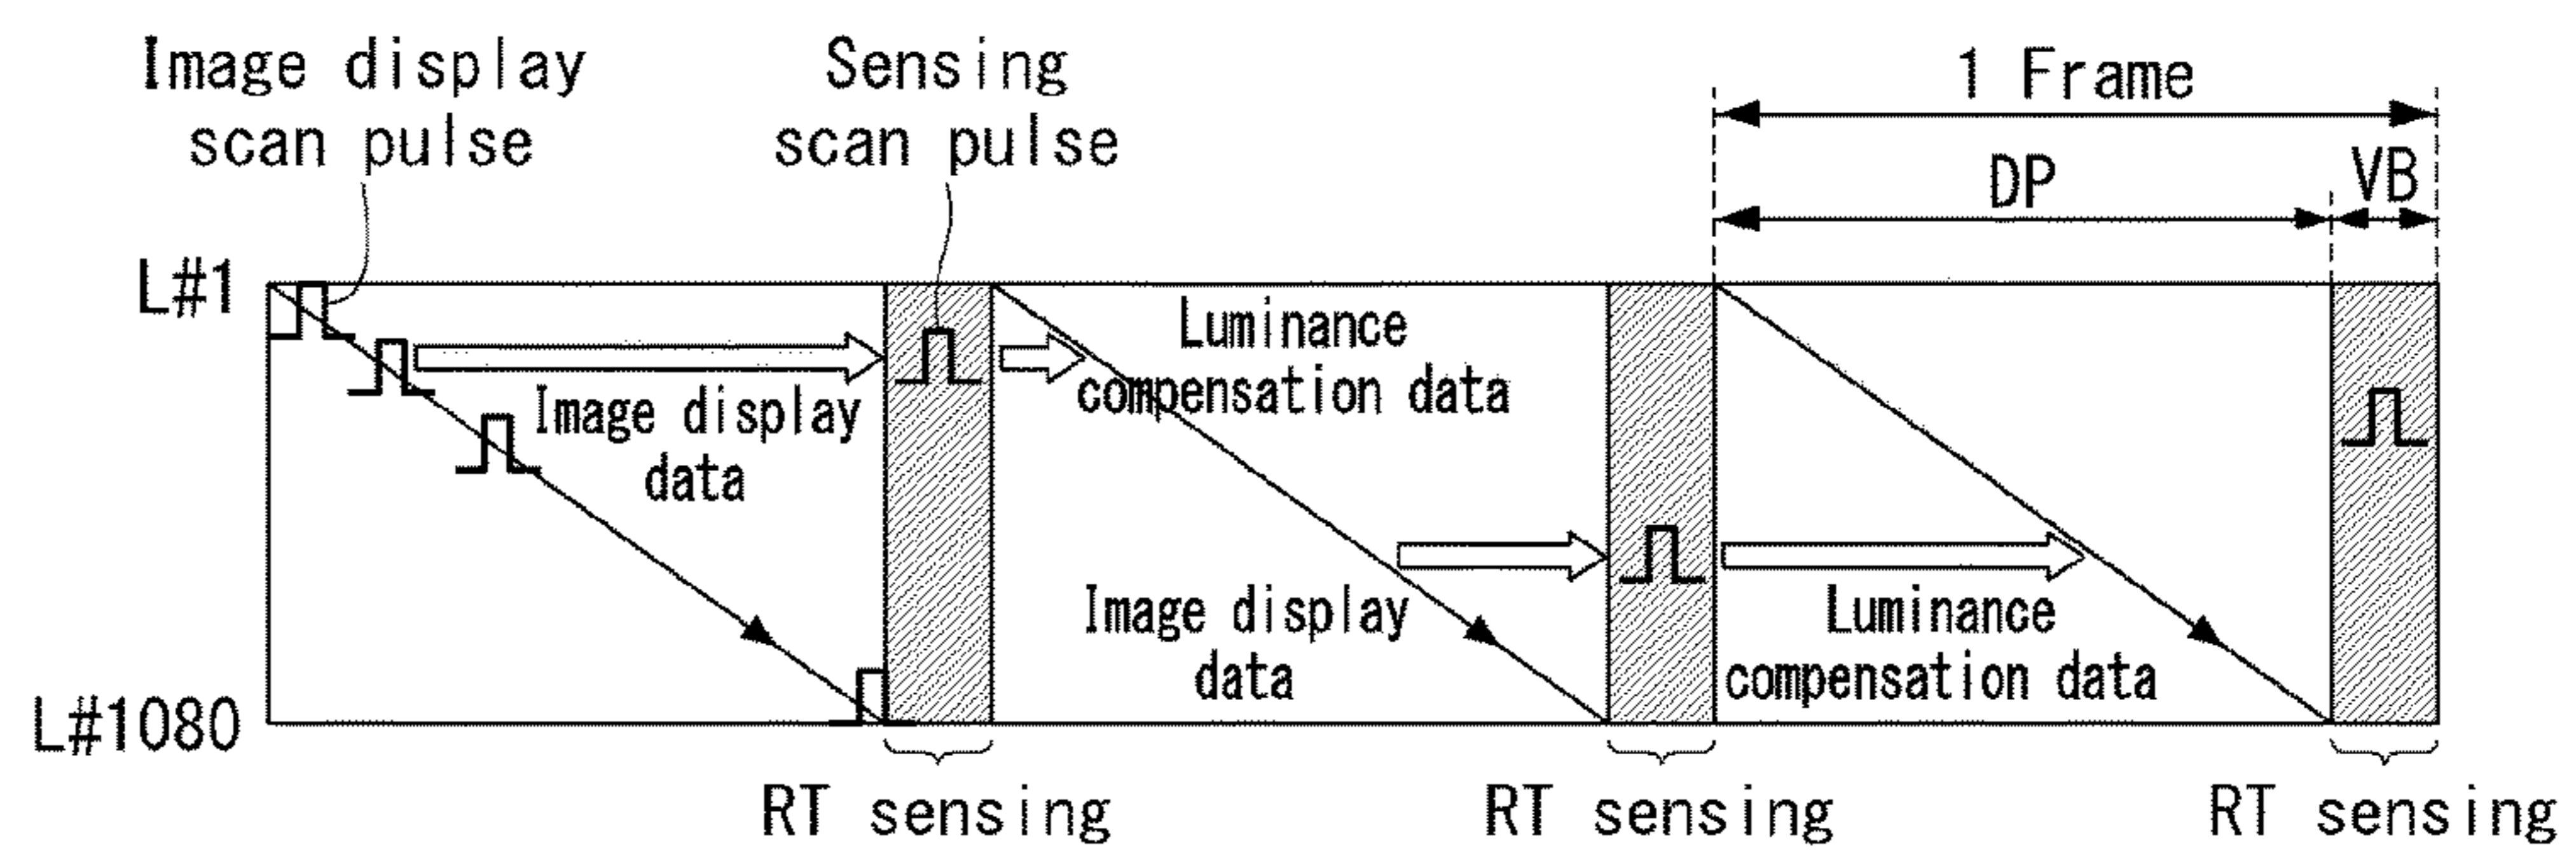 Image display
scan pulse
Sensing
scan pulse
1 Frame
DP
VB
L#1
Luminance
compensation data
Image display
data
Image display
data
Luminance
compensation data
L#1080
RT sensing
RT sensing
RT sensing